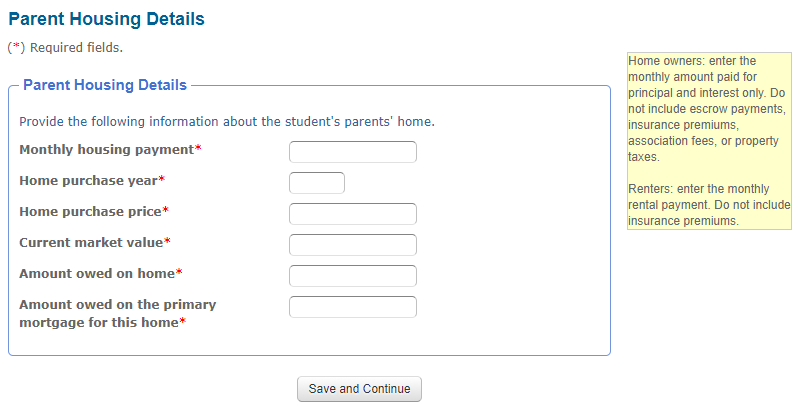 Parent Housing Details
(*) Required fields.
Parent Housing Details
Provide the following information about the student's parents' home.
Monthly housing payment*
Home purchase year*
Home purchase price*
Current market value*
Amount owed on home*
Amount owed on the primary
mortgage for this home*
Save and Continue
Home owners: enter the
monthly amount paid for
principal and interest only. Do
not include escrow payments,
insurance premiums,
association fees, or property
taxes.
Renters: enter the monthly
rental payment. Do not include
insurance premiums.